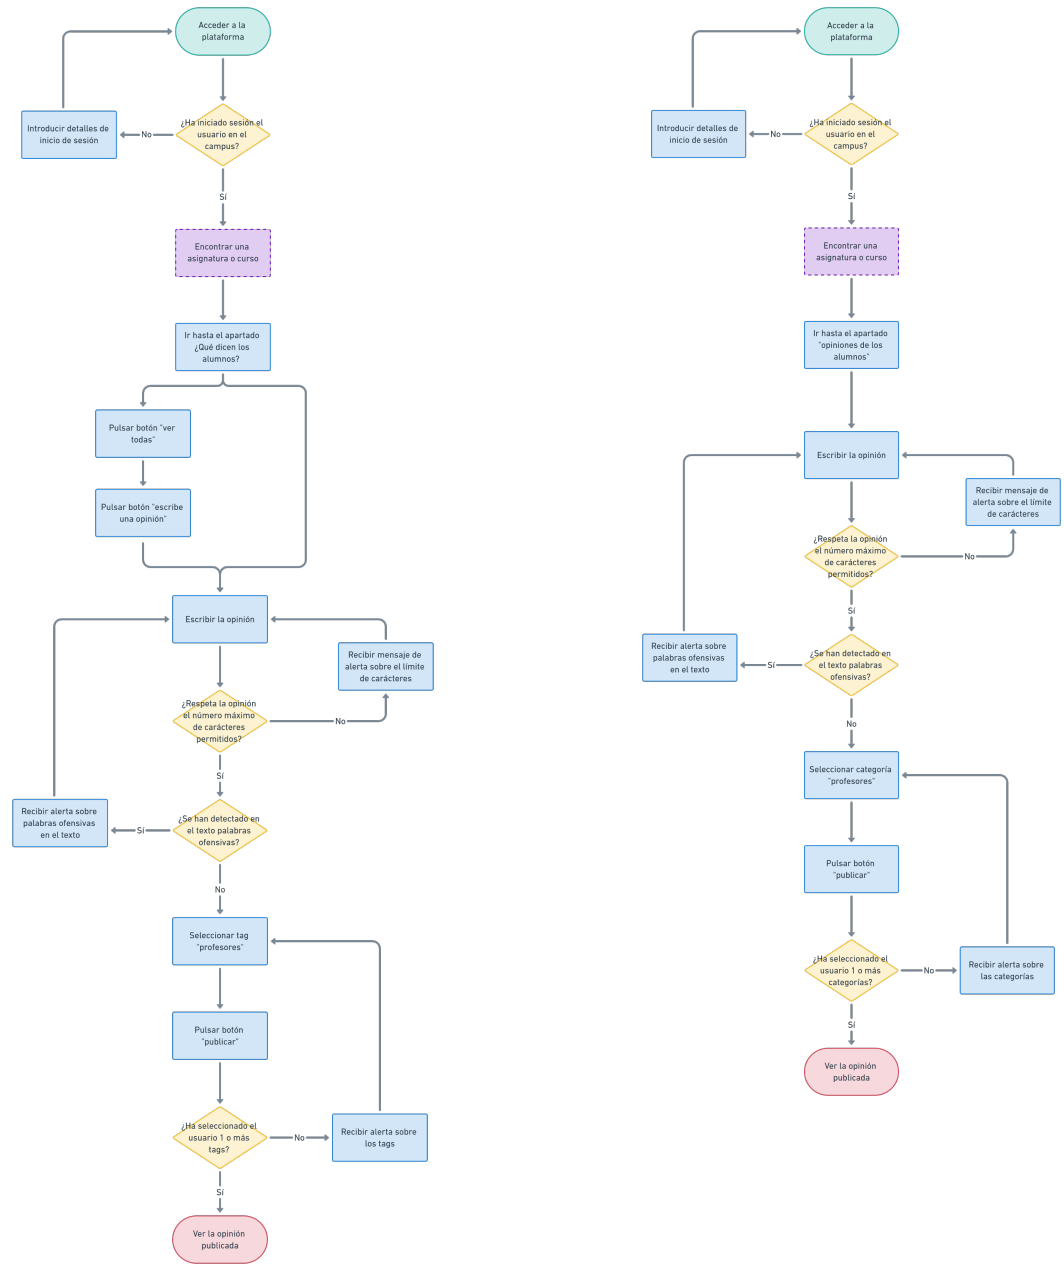 Acceder a la
plataforma
¿Ha iniciado sesión el
usuario en el
campus?
No
Introducir detalles de
inicio de sesión
Sí
Encontrar una
asignatura o curso
Ir hasta el apartado
¿Qué dicen los
alumnos?
Pulsar botón "ver
todas"
Pulsar botón "escribe
una opinión"
Escribir la opinión
Recibir mensaje de
alerta sobre el límite
de carácteres
¿Respeta la opinión
el número máximo
de carácteres
permitidos?
No
Sí
Recibir alerta sobre
palabras ofensivas
en el texto
Sí
¿Se han detectado en
el texto palabras
ofensivas?
No
Seleccionar tag
"profesores"
Pulsar botón
"publicar"
¿Ha seleccionado el
usuario 1 o más
tags?
No
Recibir alerta sobre
los tags
Sí
Ver la opinión
publicada
Acceder a la
plataforma
¿Ha iniciado sesión el
usuario en el
campus?
No
Introducir detalles de
inicio de sesión
Sí
Encontrar una
asignatura o curso
Ir hasta el apartado
"opiniones de los
alumnos"
Escribir la opinión
Recibir mensaje de
alerta sobre el límite
de carácteres
¿Respeta la opinión
el número máximo
de carácteres
permitidos?
No
Sí
Recibir alerta sobre
palabras ofensivas
en el texto
Sí
¿Se han detectado en
el texto palabras
ofensivas?
No
Seleccionar categoría
"profesores"
Pulsar botón
"publicar"
¿Ha seleccionado el
usuario 1 o más
categorías?
No
Recibir alerta sobre
las categorías
Sí
Ver la opinión
publicada